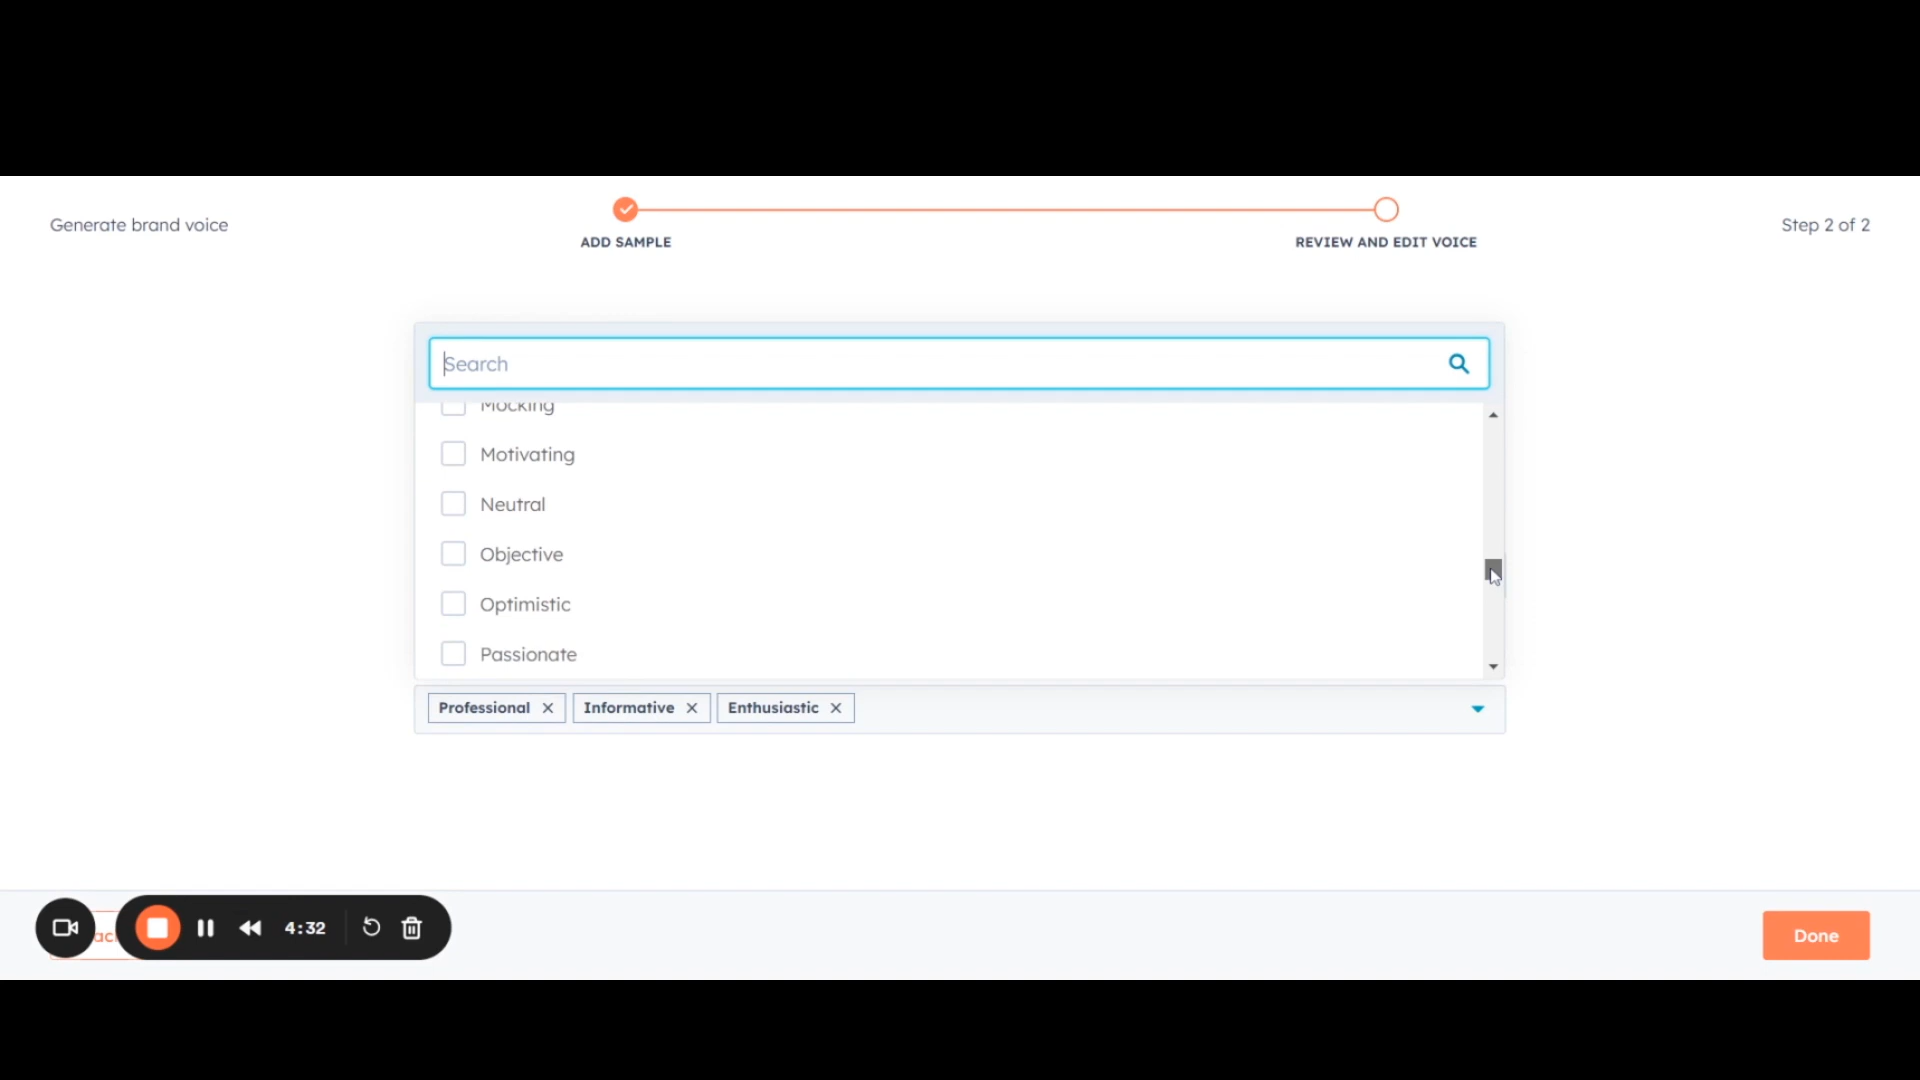 Generate brand voice
ADD SAMPLE
REVIEW AND EDIT VOICE
Step 2 of 2
Search
Mocking
Motivating
Neutral
Objective
Optimistic
Passionate
Professional
Informative
Enthusiastic
4:32
Done